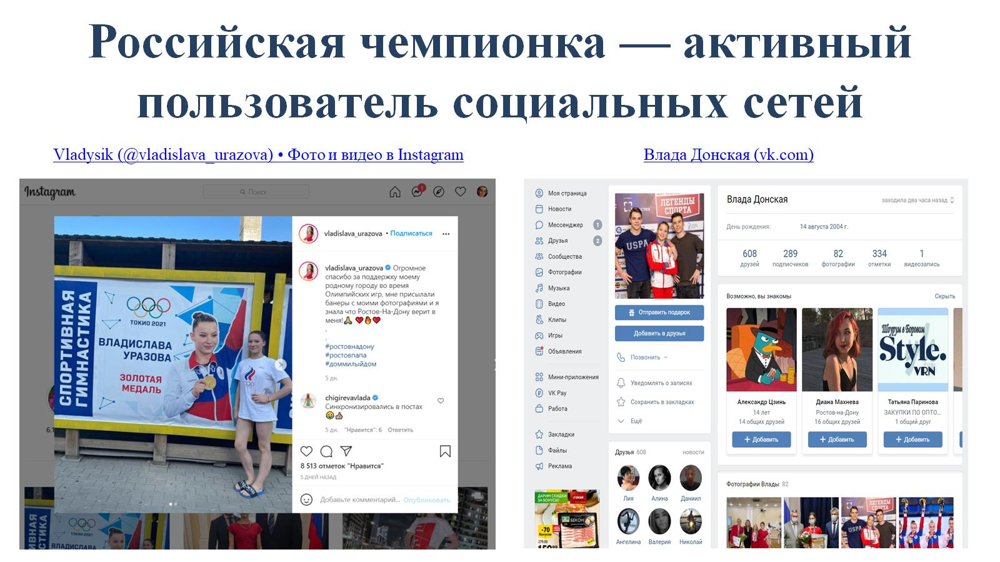 Российская чемпионка — активный
пользователь социальных сетей
Vladysik (@vladislava_urazova) • Фото и видео в Instagram
Влада Донская (vk.com)
Instagram
Поиск
1
СПОРТИВНАЯ
ГИМНАСТИКА
ТОКИО 2021
ВЛАДИСЛАВА
УРАЗОВА
ЗОЛОТАЯ
МЕДАЛЬ
vladislava_urazova • Подписаться
vladislava_urazova Огромное
спасибо за поддержку моему
родному городу во время
Олимпийских игр, мне присылали
банеры с моими фотографиями и я
знала что Ростов-На-Дону верит в
меня!🙏 ❤️🔥❤️
.
.
#ростовнадону
#ростовпапа
#доммилыйдом
5 дн.
chigirevavlada
Синхронизировались в постах
😂👍
5 дн. "Нравится": 6 Ответить
8 513 отметок "Нравится"
5 ДНЕЙ НАЗАД
Добавьте комментарий... Опубликовать
6.1
ТОКИО 2021
Моя страница
Новости
Мессенджер 1
Друзья 2
Сообщества
Фотографии
Музыка
Видео
Клипы
Игры
Объявления
Мини-приложения
VK Pay
Работа
Закладки
Файлы
Реклама
ДАРИМ СКИДКИ
ЗА БОНУСЫ!
окей
БЕКОН
-70
бонусов
279.00
ЛЕГЕНДЫ
СПОРТА
USPA
Отправить подарок
Добавить в друзья
Позвонить
Уведомлять о записях
Сохранить в закладках
Ещё
Друзья 608 новости
Лия Алина Даниил
Ангелина Валерия Николай
Влада Донская
заходила два часа назад
День рождения: 14 августа 2004 г.
608 289 82 334 1
друзей подписчиков фотографии отметки видеозапись
Возможно, вы знакомы Скрыть
Шоурум в Боровом
Style.
VRN
Александр Цзинь Диана Махнева Татьяна Паринова
14 лет Ростов-на-Дону ЗАКУПКИ ПО ОПТО...
14 общих друзей 16 общих друзей 1 общий друг
+ Добавить + Добавить + Добавить
Фотографии Влады 82
ЛЕГЕНДЫ
СПОРТА
USPA